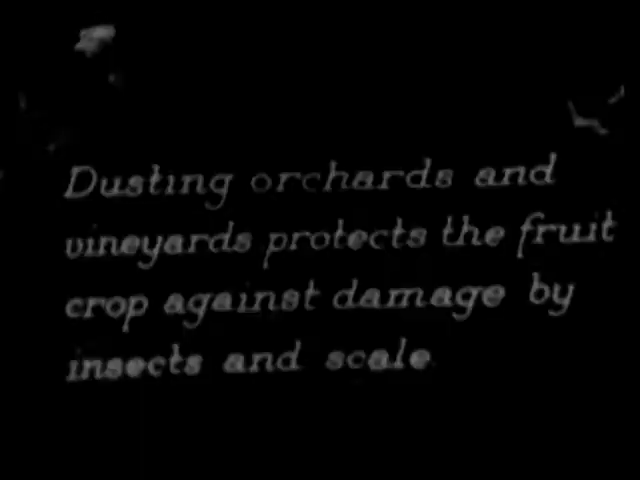 Dusting orchards and
vineyards protects the fruit
crop against damage by
insects and scale